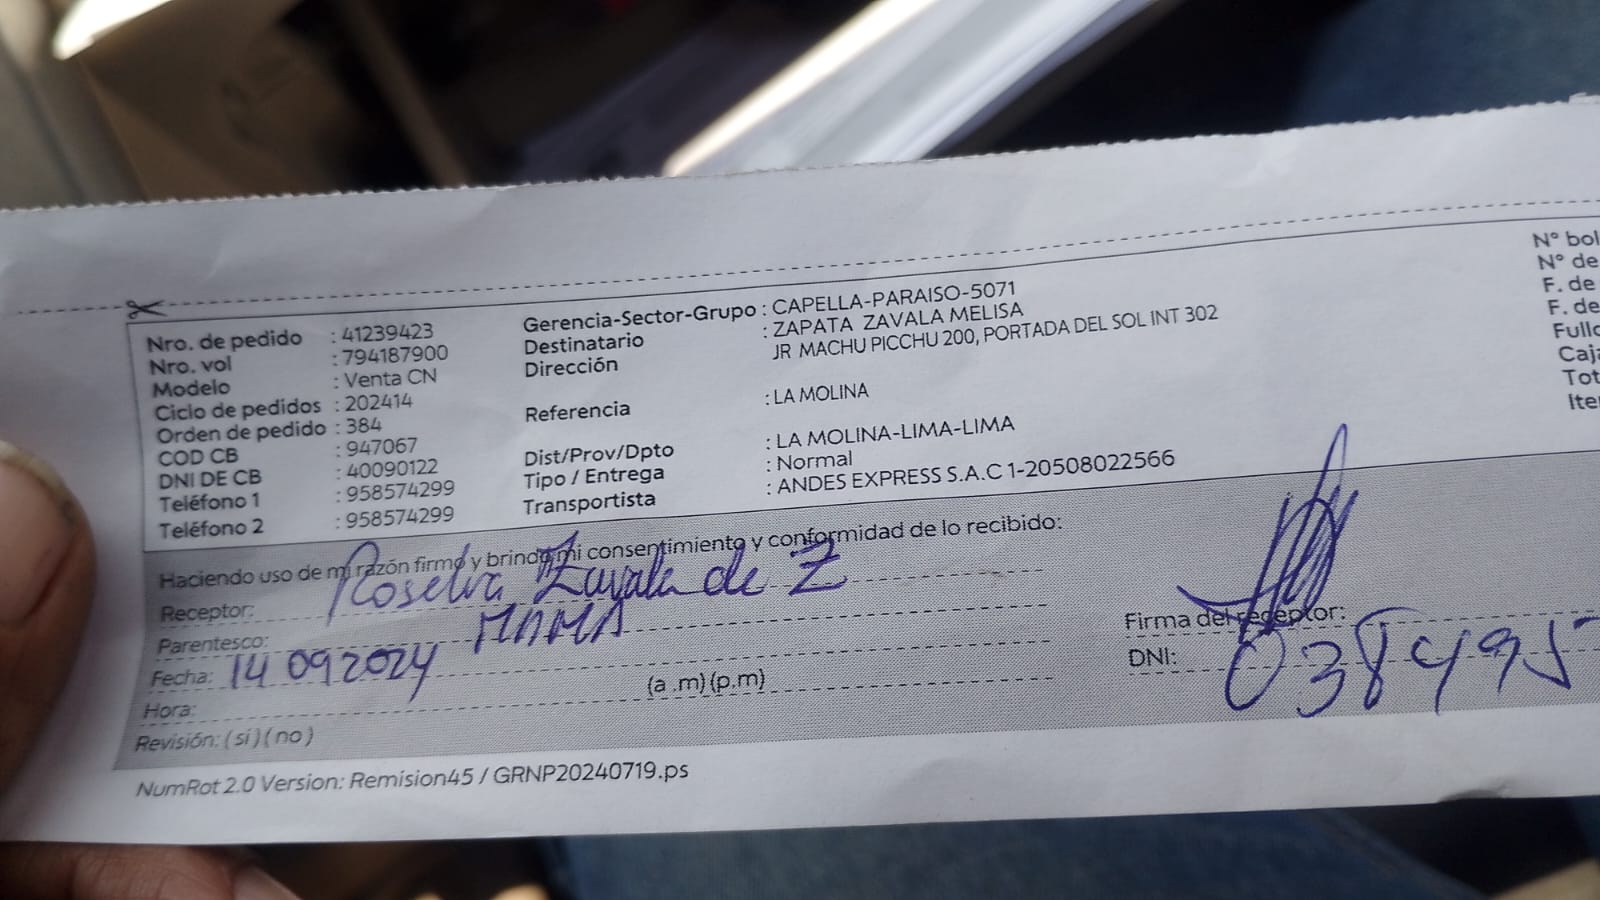 Nro. de pedido : 41239423
Nro. vol : 794187900
Modelo : Venta CN
Ciclo de pedidos : 202414
Orden de pedido : 384
COD CB : 947067
DNI DE CB : 40090122
Teléfono 1 : 958574299
Teléfono 2 : 958574299
Gerencia-Sector-Grupo : CAPELLA-PARAISO-5071
Destinatario : ZAPATA ZAVALA MELISA
Dirección JR MACHU PICCHU 200, PORTADA DEL SOL INT 302
Referencia : LA MOLINA
Dist/Prov/Dpto : LA MOLINA-LIMA-LIMA
Tipo / Entrega : Normal
Transportista : ANDES EXPRESS S.A.C 1-20508022566
N° bol
N° de
F. de
F. de
Fullc
Caja
Tot
Ite
Haciendo uso de mi razón firmo y brindo mi consentimiento y conformidad de lo recibido:
Receptor: Roselva Zavala de Z
Parentesco: MAMA
Fecha: 14 09 2024
Hora: (a .m) (p.m)
Revisión: ( si ) ( no )
Firma del receptor:
DNI: 0384495
NumRot 2.0 Version: Remision45 / GRNP20240719.ps